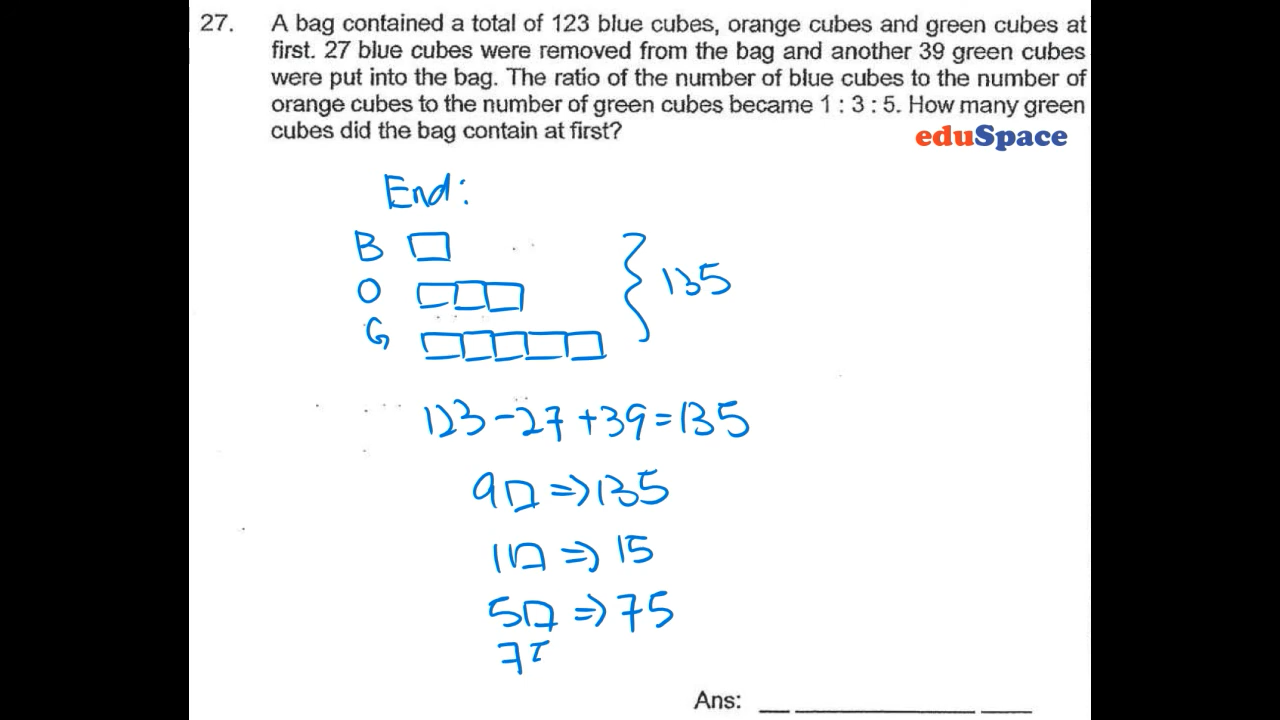 27. A bag contained a total of 123 blue cubes, orange cubes and green cubes at
first. 27 blue cubes were removed from the bag and another 39 green cubes
were put into the bag. The ratio of the number of blue cubes to the number of
orange cubes to the number of green cubes became 1 : 3 : 5. How many green
cubes did the bag contain at first?
eduSpace
End:
B
O
135
G
123 - 27 + 39 = 135
9□ => 135
1□ => 15
5□ => 75
7
Ans: